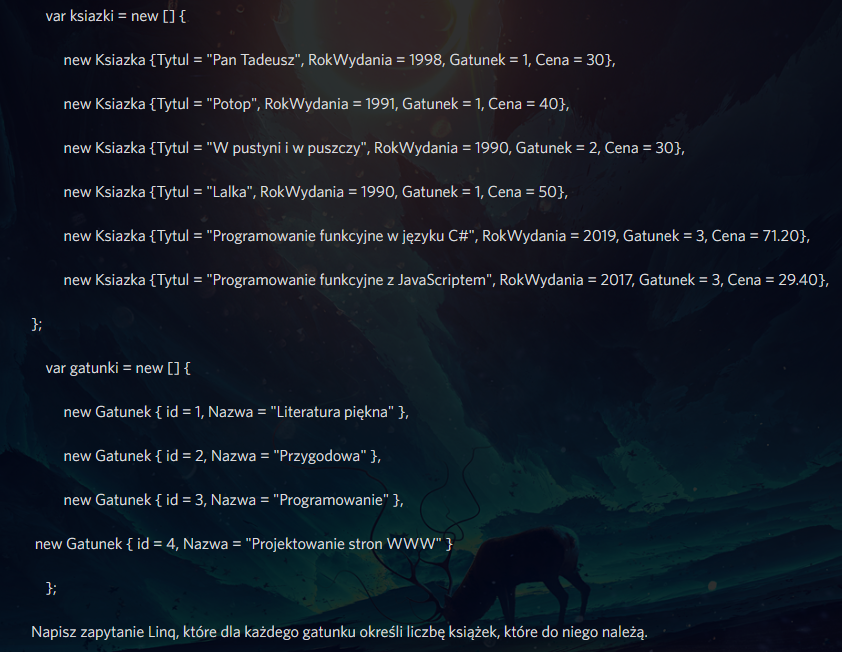 var ksiazki = new [] {
new Ksiazka {Tytul = "Pan Tadeusz", RokWydania = 1998, Gatunek = 1, Cena = 30},
new Ksiazka {Tytul = "Potop", RokWydania = 1991, Gatunek = 1, Cena = 40},
new Ksiazka {Tytul = "W pustyni i w puszczy", RokWydania = 1990, Gatunek = 2, Cena = 30},
new Ksiazka {Tytul = "Lalka", RokWydania = 1990, Gatunek = 1, Cena = 50},
new Ksiazka {Tytul = "Programowanie funkcyjne w języku C#", RokWydania = 2019, Gatunek = 3, Cena = 71.20},
new Ksiazka {Tytul = "Programowanie funkcyjne z JavaScriptem", RokWydania = 2017, Gatunek = 3, Cena = 29.40},
};
var gatunki = new [] {
new Gatunek { id = 1, Nazwa = "Literatura piękna" },
new Gatunek { id = 2, Nazwa = "Przygodowa" },
new Gatunek { id = 3, Nazwa = "Programowanie" },
new Gatunek { id = 4, Nazwa = "Projektowanie stron WWW" }
};
Napisz zapytanie Linq, które dla każdego gatunku określi liczbę książek, które do niego należą.